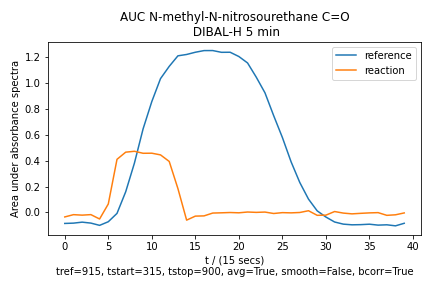 AUC N-methyl-N-nitrosourethane C=O
DIBAL-H 5 min
reference
reaction
Area under absorbance spectra
1.2
1.0
0.8
0.6
0.4
0.2
0.0
0 5 10 15 20 25 30 35 40
t / (15 secs)
tref=915, tstart=315, tstop=900, avg=True, smooth=False, bcorr=True